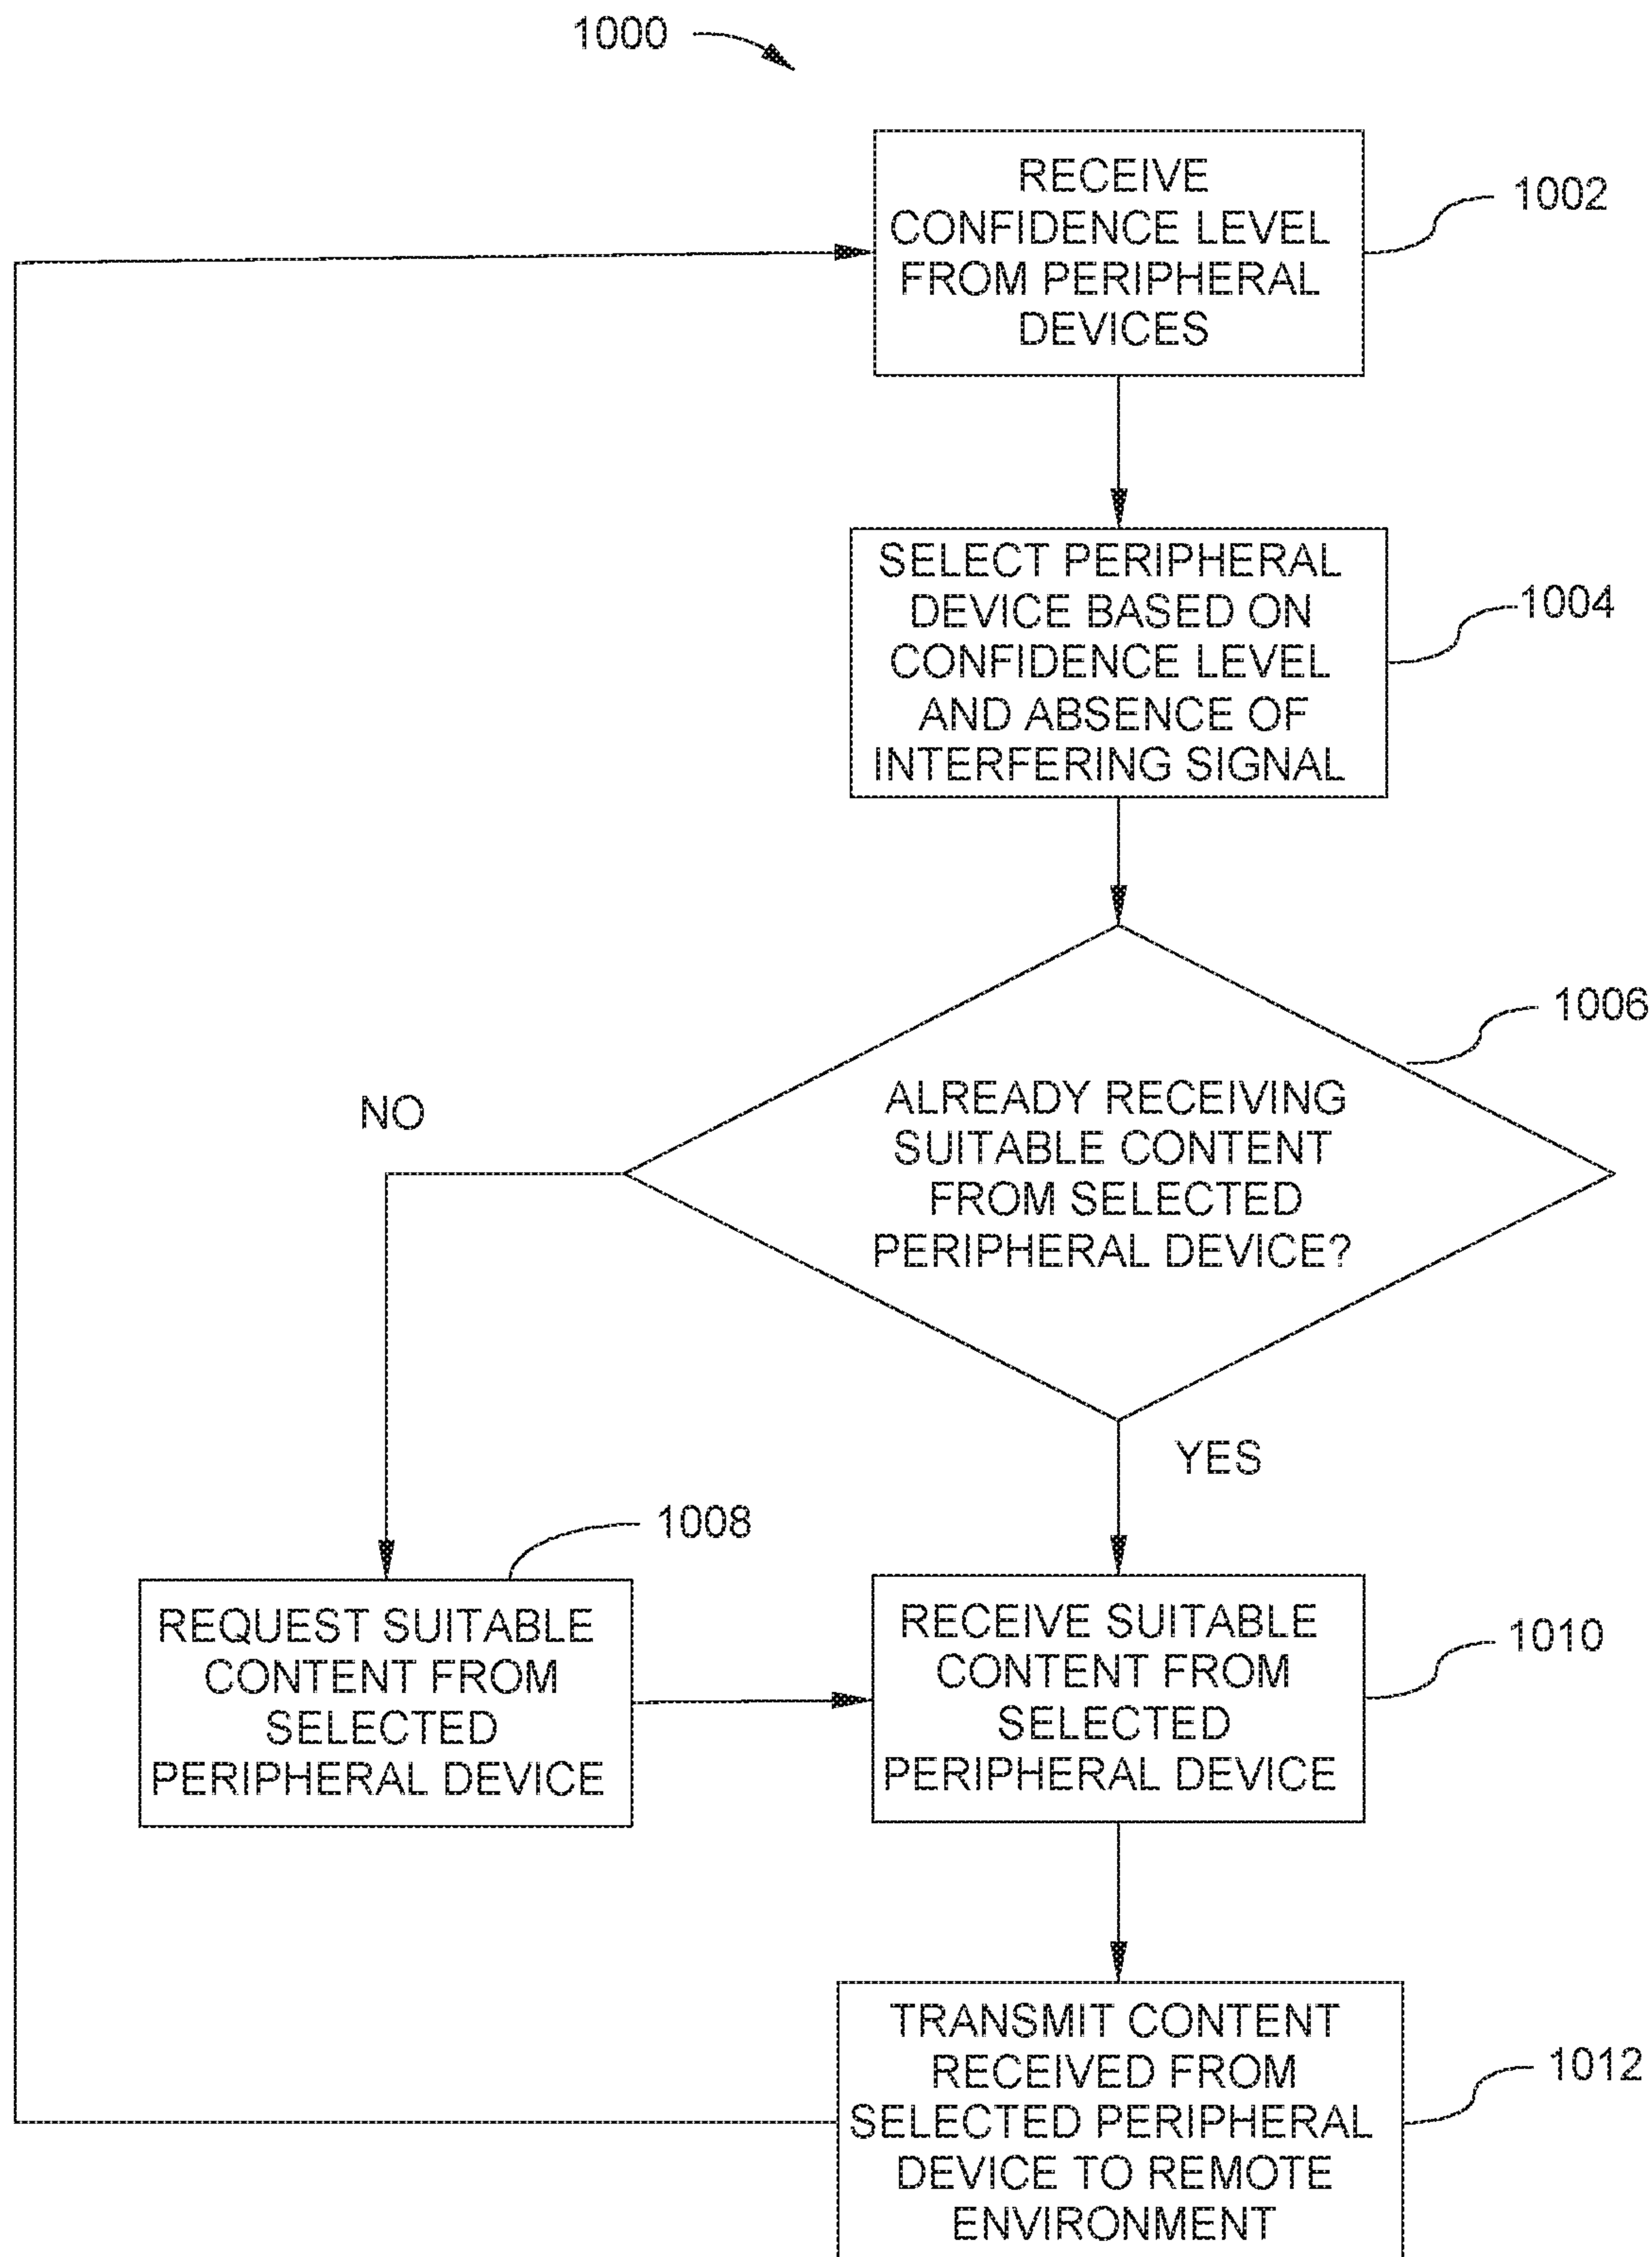 1000
RECEIVE
CONFIDENCE LEVEL
FROM PERIPHERAL
DEVICES
1002
SELECT PERIPHERAL
DEVICE BASED ON
CONFIDENCE LEVEL
AND ABSENCE OF
INTERFERING SIGNAL
1004
ALREADY RECEIVING
SUITABLE CONTENT
FROM SELECTED
PERIPHERAL DEVICE?
1006
NO
YES
REQUEST SUITABLE
CONTENT FROM
SELECTED
PERIPHERAL DEVICE
1008
RECEIVE SUITABLE
CONTENT FROM
SELECTED
PERIPHERAL DEVICE
1010
TRANSMIT CONTENT
RECEIVED FROM
SELECTED PERIPHERAL
DEVICE TO REMOTE
ENVIRONMENT
1012